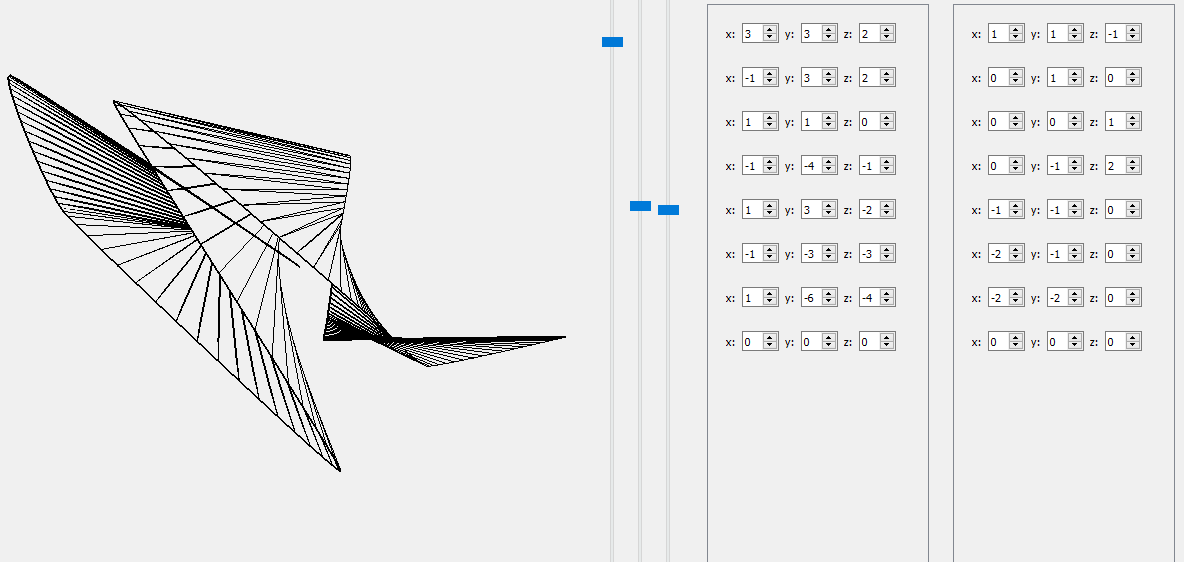 x: 3 y: 3 z: 2 x: 1 y: 1 z: -1
x: -1 y: 3 z: 2 x: 0 y: 1 z: 0
x: 1 y: 1 z: 0 x: 0 y: 0 z: 1
x: -1 y: -4 z: -1 x: 0 y: -1 z: 2
x: 1 y: 3 z: -2 x: -1 y: -1 z: 0
x: -1 y: -3 z: -3 x: -2 y: -1 z: 0
x: 1 y: -6 z: -4 x: -2 y: -2 z: 0
x: 0 y: 0 z: 0 x: 0 y: 0 z: 0